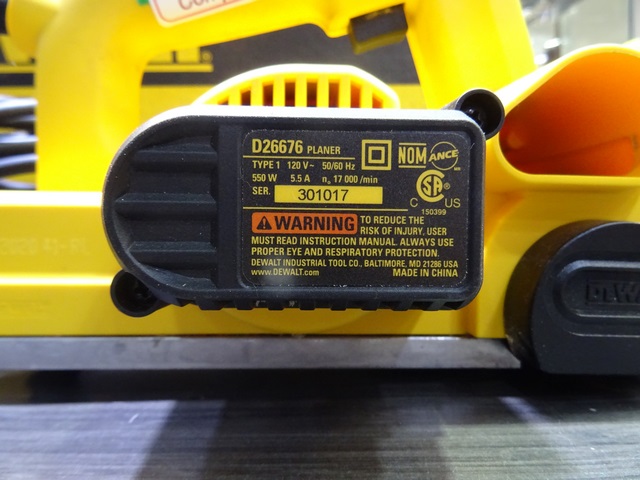 Com
D26676 PLANER
TYPE 1 120 V~ 50/60 Hz
550 W 5.5 A n₀ 17 000 /min
SER. 301017
NOM ANCE
C US
150399
WARNING TO REDUCE THE
RISK OF INJURY, USER
MUST READ INSTRUCTION MANUAL. ALWAYS USE
PROPER EYE AND RESPIRATORY PROTECTION.
DEWALT INDUSTRIAL TOOL CO., BALTIMORE, MD 21286 USA
WWW.DEWALT.com MADE IN CHINA
DEWALT